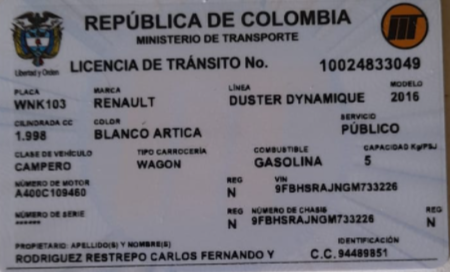 REPÚBLICA DE COLOMBIA
MINISTERIO DE TRANSPORTE
Libertad y Orden
LICENCIA DE TRÁNSITO No. 10024833049
PLACA MARCA LÍNEA MODELO
WNK103 RENAULT DUSTER DYNAMIQUE 2016
CILINDRADA CC COLOR SERVICIO
1.998 BLANCO ARTICA PÚBLICO
CLASE DE VEHÍCULO TIPO CARROCERÍA COMBUSTIBLE CAPACIDAD Kg/PSJ
CAMPERO WAGON GASOLINA 5
NÚMERO DE MOTOR REG VIN
A400C109460 N 9FBHSRAJNGM733226
NÚMERO DE SERIE REG NÚMERO DE CHASIS REG
****** N 9FBHSRAJNGM733226 N
PROPIETARIO: APELLIDO(S) Y NOMBRE(S) IDENTIFICACIÓN
RODRIGUEZ RESTREPO CARLOS FERNANDO Y C.C. 94489851